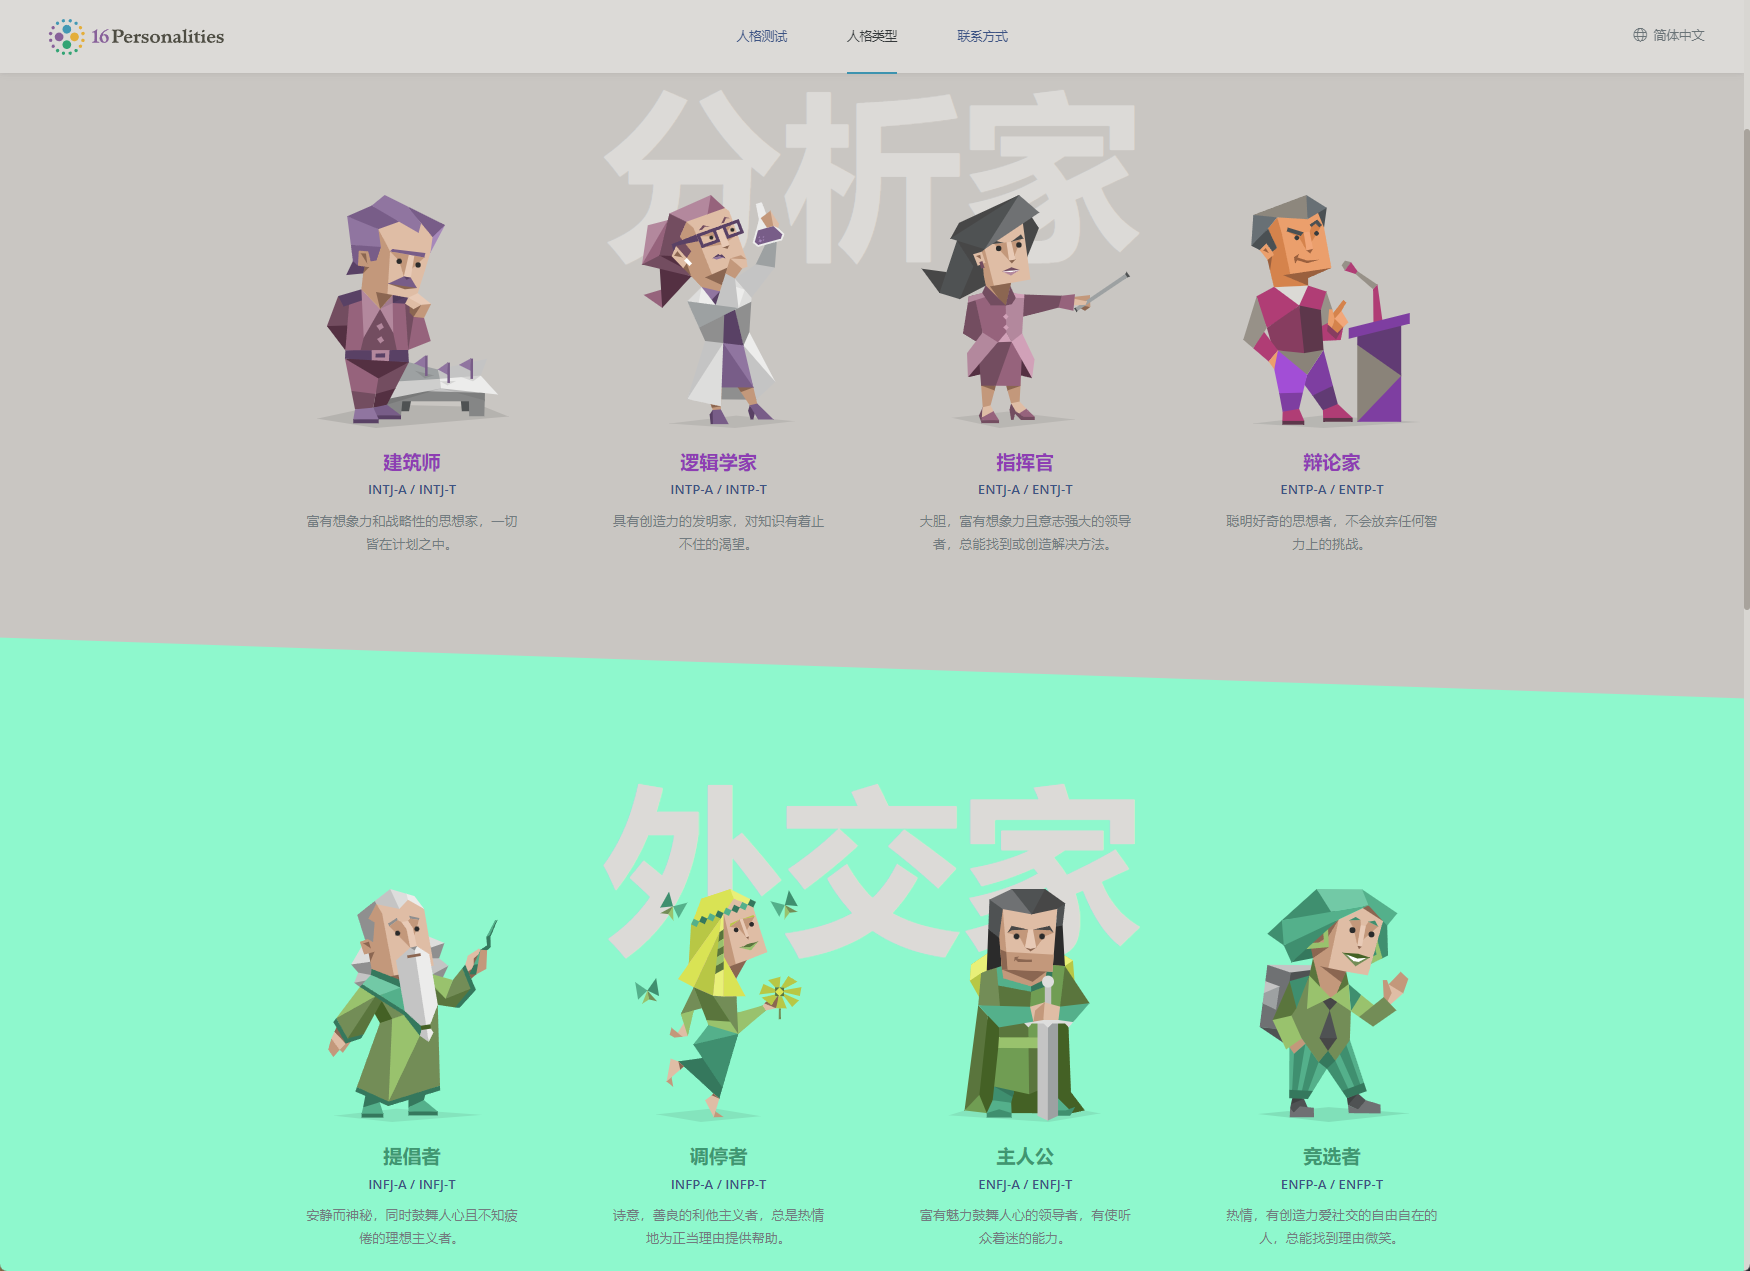 16Personalities
人格测试
人格类型
联系方式
简体中文
分析家
建筑师
INTJ-A / INTJ-T
富有想象力和战略性的思想家，一切
皆在计划之中。
逻辑学家
INTP-A / INTP-T
具有创造力的发明家，对知识有着止
不住的渴望。
指挥官
ENTJ-A / ENTJ-T
大胆，富有想象力且意志强大的领导
者，总能找到或创造解决方法。
辩论家
ENTP-A / ENTP-T
聪明好奇的思想者，不会放弃任何智
力上的挑战。
外交家
提倡者
INFJ-A / INFJ-T
安静而神秘，同时鼓舞人心且不知疲
倦的理想主义者。
调停者
INFP-A / INFP-T
诗意，善良的利他主义者，总是热情
地为正当理由提供帮助。
主人公
ENFJ-A / ENFJ-T
富有魅力鼓舞人心的领导者，有使听
众着迷的能力。
竞选者
ENFP-A / ENFP-T
热情，有创造力爱社交的自由自在的
人，总能找到理由微笑。